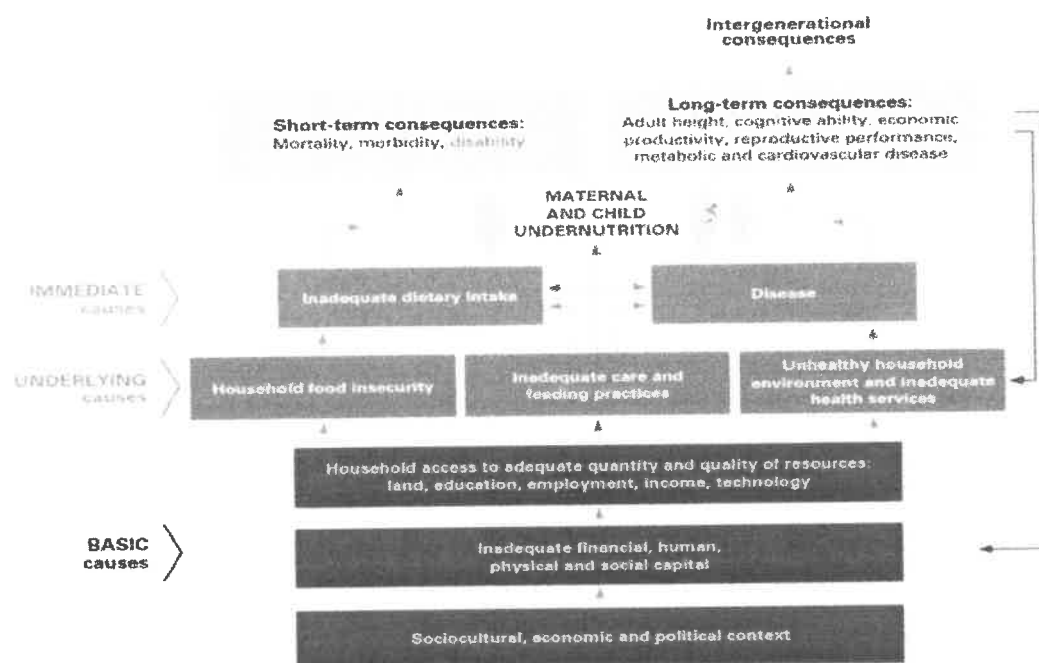 Intergenerational
consequences
Short-term consequences:
Mortality, morbidity, disability
Long-term consequences:
Adult height, cognitive ability, economic
productivity, reproductive performance,
metabolic and cardiovascular disease
MATERNAL
AND CHILD
UNDERNUTRITION
IMMEDIATE
causes
Inadequate dietary intake
Disease
UNDERLYING
causes
Household food insecurity
Inadequate care and
feeding practices
Unhealthy household
environment and inadequate
health services
Household access to adequate quantity and quality of resources:
land, education, employment, income, technology
BASIC
causes
Inadequate financial, human,
physical and social capital
Sociocultural, economic and political context